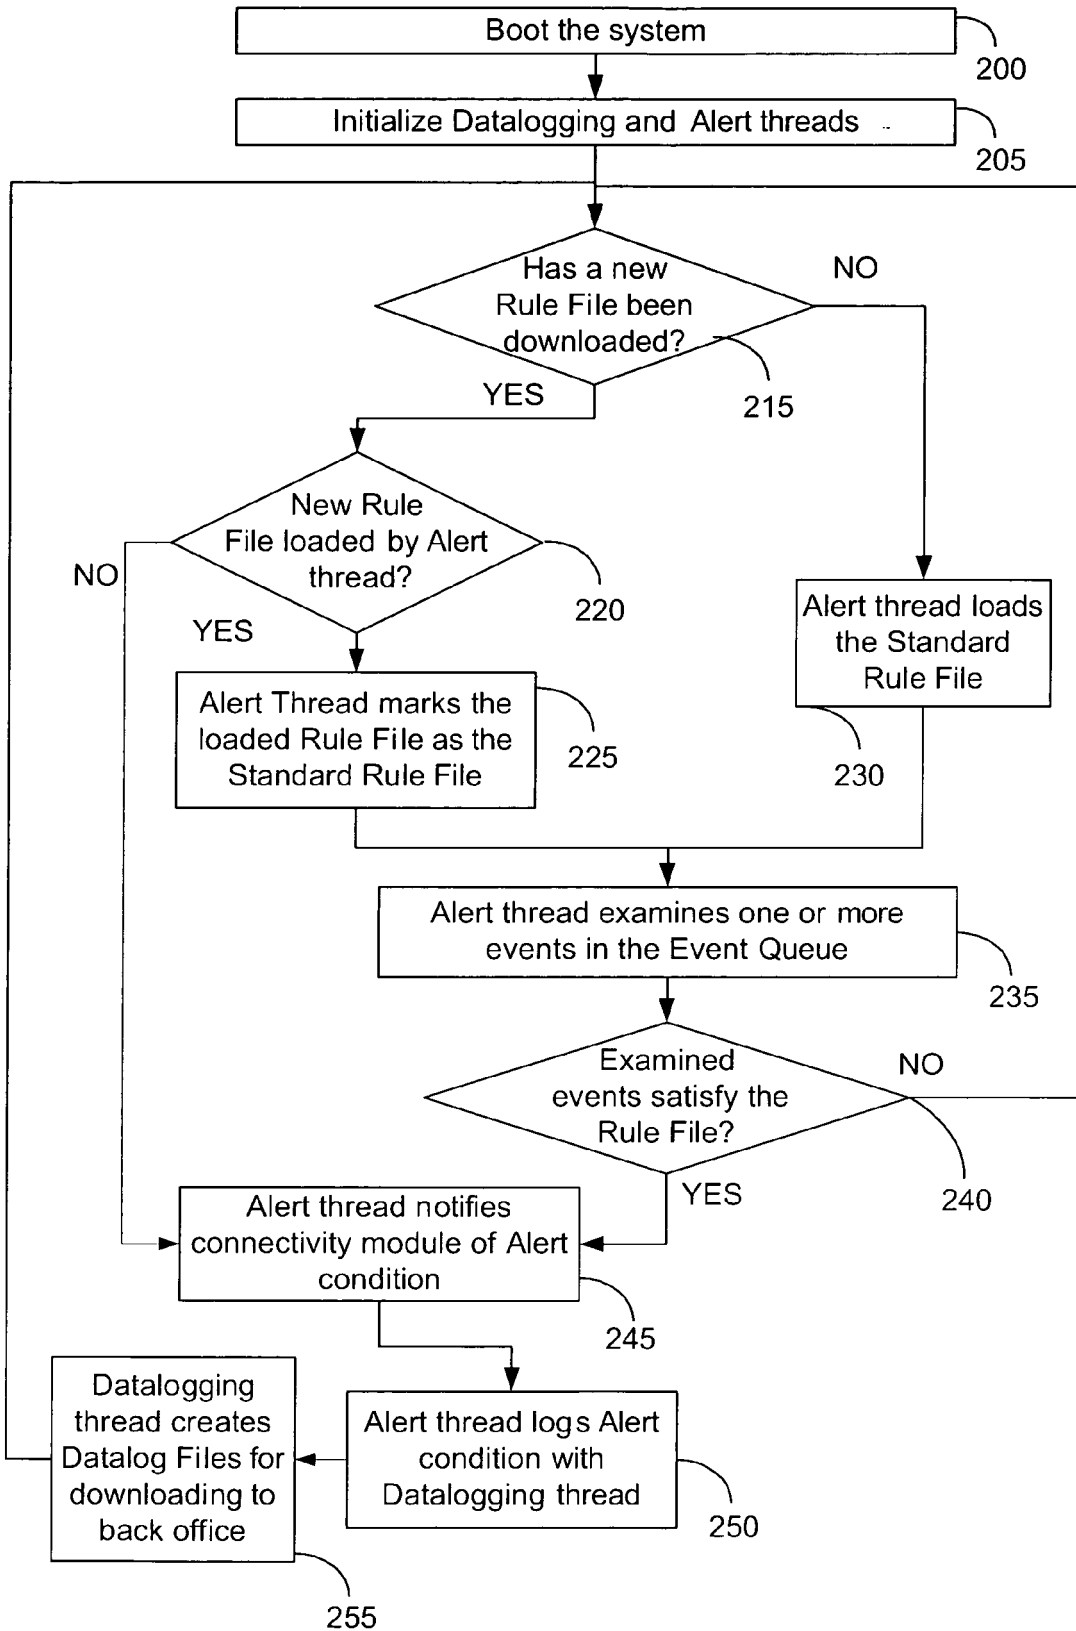 Boot the system
200
Initialize Datalogging and Alert threads
205
Has a new
Rule File been
downloaded?
NO
YES
215
New Rule
File loaded by Alert
thread?
NO
220
YES
Alert thread loads
the Standard
Rule File
230
Alert Thread marks the
loaded Rule File as the
Standard Rule File
225
Alert thread examines one or more
events in the Event Queue
235
Examined
events satisfy the
Rule File?
NO
240
YES
Alert thread notifies
connectivity module of Alert
condition
245
Alert thread logs Alert
condition with
Datalogging thread
250
Datalogging
thread creates
Datalog Files for
downloading to
back office
255